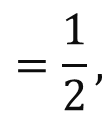 = 1/2,